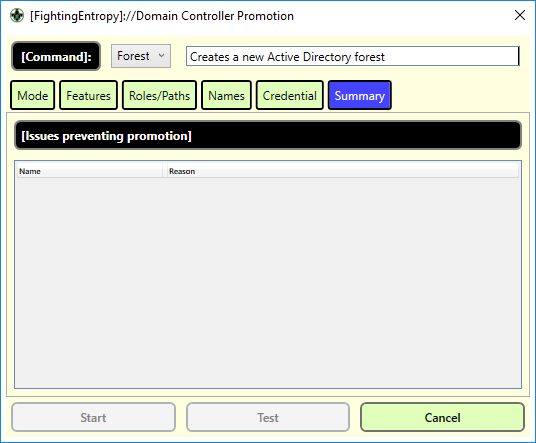 [FightingEntropy]://Domain Controller Promotion
[Command]: Forest Creates a new Active Directory forest
Mode Features Roles/Paths Names Credential Summary
[Issues preventing promotion]
Name Reason
Start Test Cancel